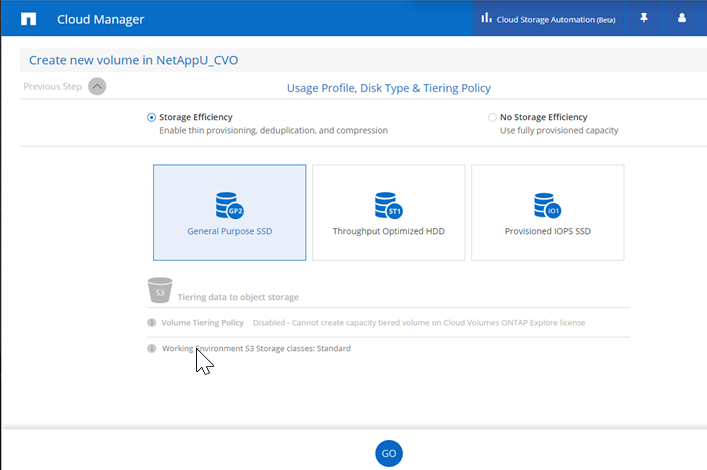 Cloud Manager
Cloud Storage Automation (Beta)
Create new volume in NetAppU_CVO
Previous Step
Usage Profile, Disk Type & Tiering Policy
Storage Efficiency
Enable thin provisioning, deduplication, and compression
No Storage Efficiency
Use fully provisioned capacity
GP2
General Purpose SSD
ST1
Throughput Optimized HDD
iO1
Provisioned IOPS SSD
S3
Tiering data to object storage
Volume Tiering Policy Disabled - Cannot create capacity tiered volume on Cloud Volumes ONTAP Explore license
Working Environment S3 Storage classes: Standard
GO